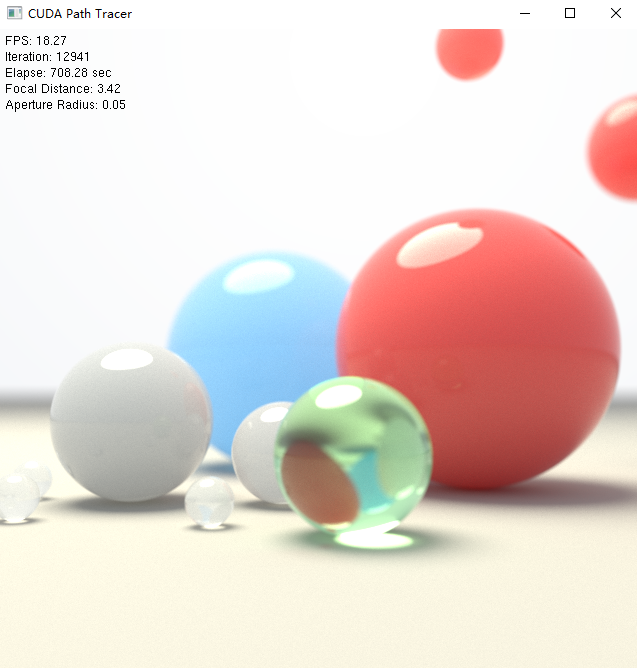 CUDA Path Tracer
FPS: 18.27
Iteration: 12941
Elapse: 708.28 sec
Focal Distance: 3.42
Aperture Radius: 0.05